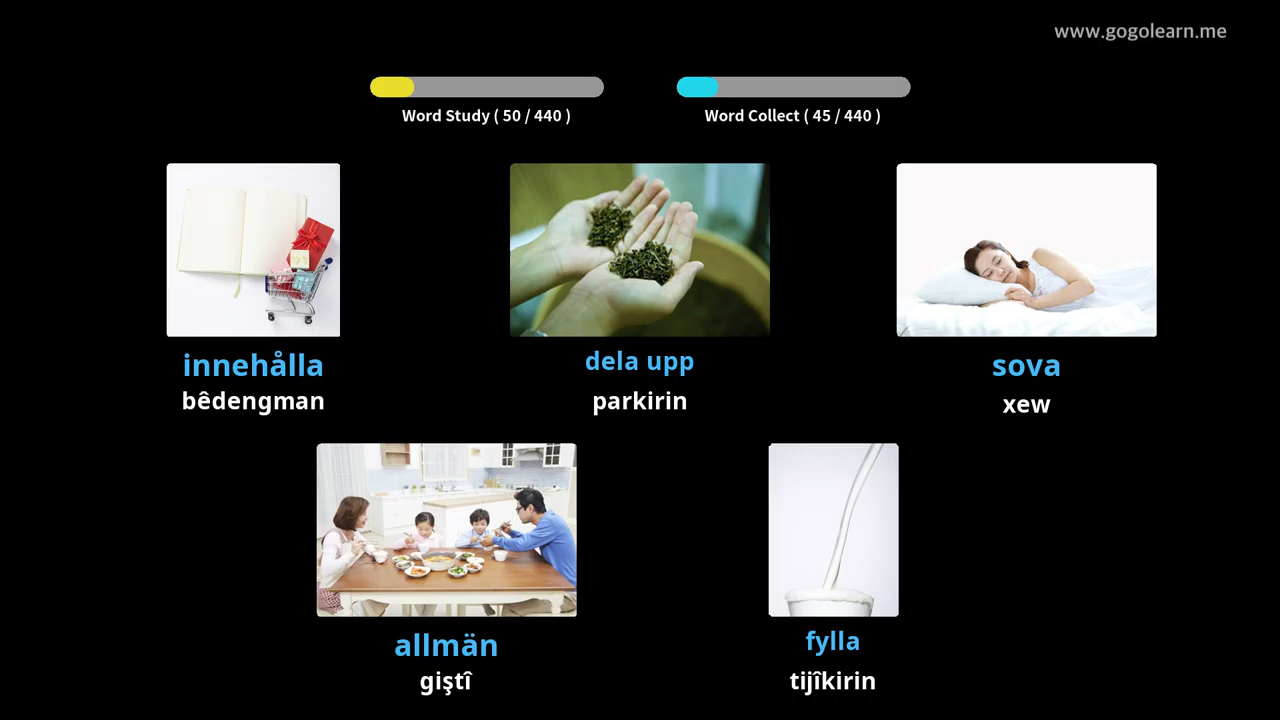 www.gogolearn.me
Word Study ( 50 / 440 )
Word Collect ( 45 / 440 )
innehålla
bêdengman
dela upp
parkirin
sova
xew
allmän
giştî
fylla
tijîkirin